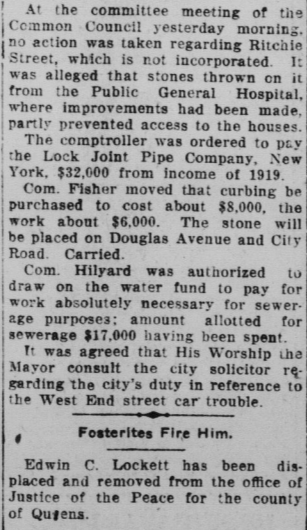 At the committee meeting of the
Common Council yesterday morning,
no action was taken regarding Ritchie
Street, which is not incorporated. It
was alleged that stones thrown on it
from the Public General Hospital,
where improvements had been made,
partly prevented access to the houses.
The comptroller was ordered to pay
the Lock Joint Pipe Company, New
York, $32,000 from income of 1919.
Com. Fisher moved that curbing be
purchased to cost about $8,000, the
work about $6,000. The stone will
be placed on Douglas Avenue and City
Road. Carried.
Com. Hilyard was authorized to
draw on the water fund to pay for
work absolutely necessary for sewer-
age purposes; amount allotted for
sewerage $17,000 having been spent.
It was agreed that His Worship the
Mayor consult the city solicitor re-
garding the city's duty in reference to
the West End street car trouble.
Fosterites Fire Him.
Edwin C. Lockett has been dis-
placed and removed from the office of
Justice of the Peace for the county
of Queens.